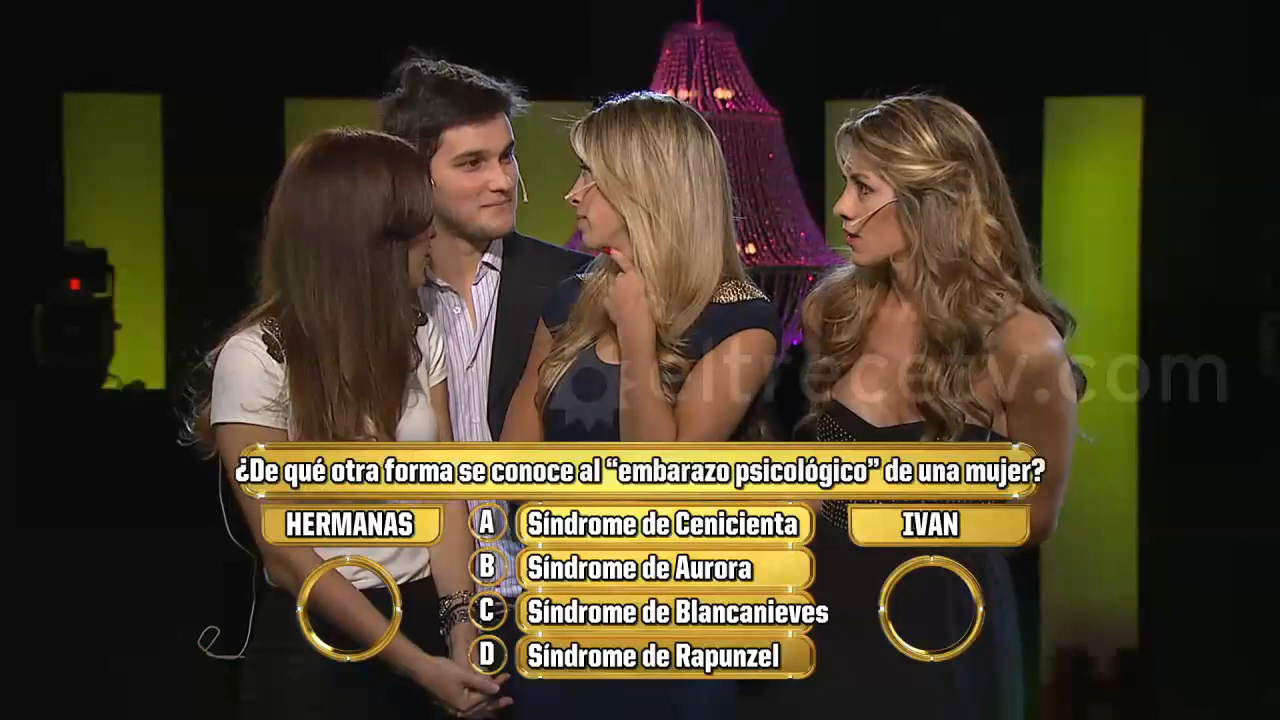 eltrecetv.com
¿De qué otra forma se conoce al “embarazo psicológico” de una mujer?
HERMANAS
A Síndrome de Cenicienta
B Síndrome de Aurora
C Síndrome de Blancanieves
D Síndrome de Rapunzel
IVAN